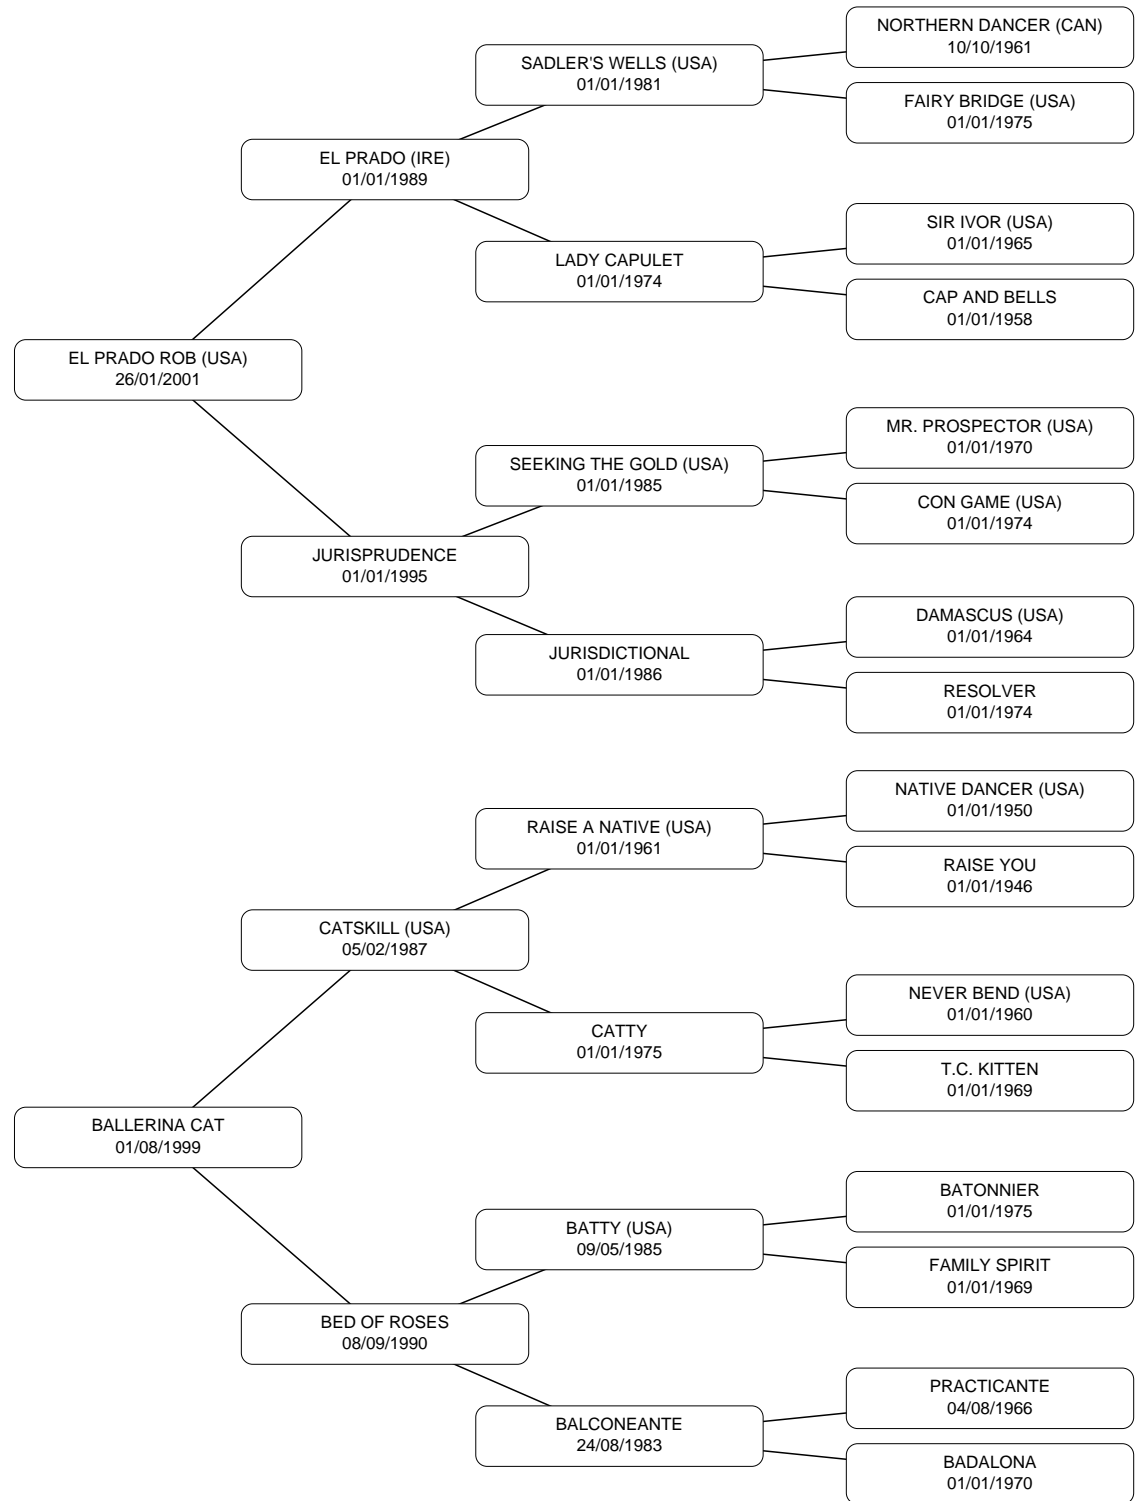 NORTHERN DANCER (CAN)
10/10/1961
SADLER'S WELLS (USA)
01/01/1981
FAIRY BRIDGE (USA)
01/01/1975
EL PRADO (IRE)
01/01/1989
SIR IVOR (USA)
01/01/1965
LADY CAPULET
01/01/1974
CAP AND BELLS
01/01/1958
EL PRADO ROB (USA)
26/01/2001
MR. PROSPECTOR (USA)
01/01/1970
SEEKING THE GOLD (USA)
01/01/1985
CON GAME (USA)
01/01/1974
JURISPRUDENCE
01/01/1995
DAMASCUS (USA)
01/01/1964
JURISDICTIONAL
01/01/1986
RESOLVER
01/01/1974
NATIVE DANCER (USA)
01/01/1950
RAISE A NATIVE (USA)
01/01/1961
RAISE YOU
01/01/1946
CATSKILL (USA)
05/02/1987
NEVER BEND (USA)
01/01/1960
CATTY
01/01/1975
T.C. KITTEN
01/01/1969
BALLERINA CAT
01/08/1999
BATONNIER
01/01/1975
BATTY (USA)
09/05/1985
FAMILY SPIRIT
01/01/1969
BED OF ROSES
08/09/1990
PRACTICANTE
04/08/1966
BALCONEANTE
24/08/1983
BADALONA
01/01/1970